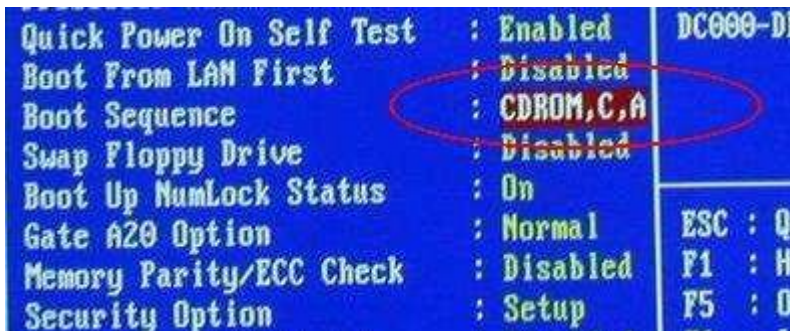 Quick Power On Self Test : Enabled
Boot From LAN First : Disabled
Boot Sequence : CDROM,C,A
Swap Floppy Drive : Disabled
Boot Up NumLock Status : On
Gate A20 Option : Normal
Memory Parity/ECC Check : Disabled
Security Option : Setup
DC000-D
ESC : Q
F1 : H
F5 : O